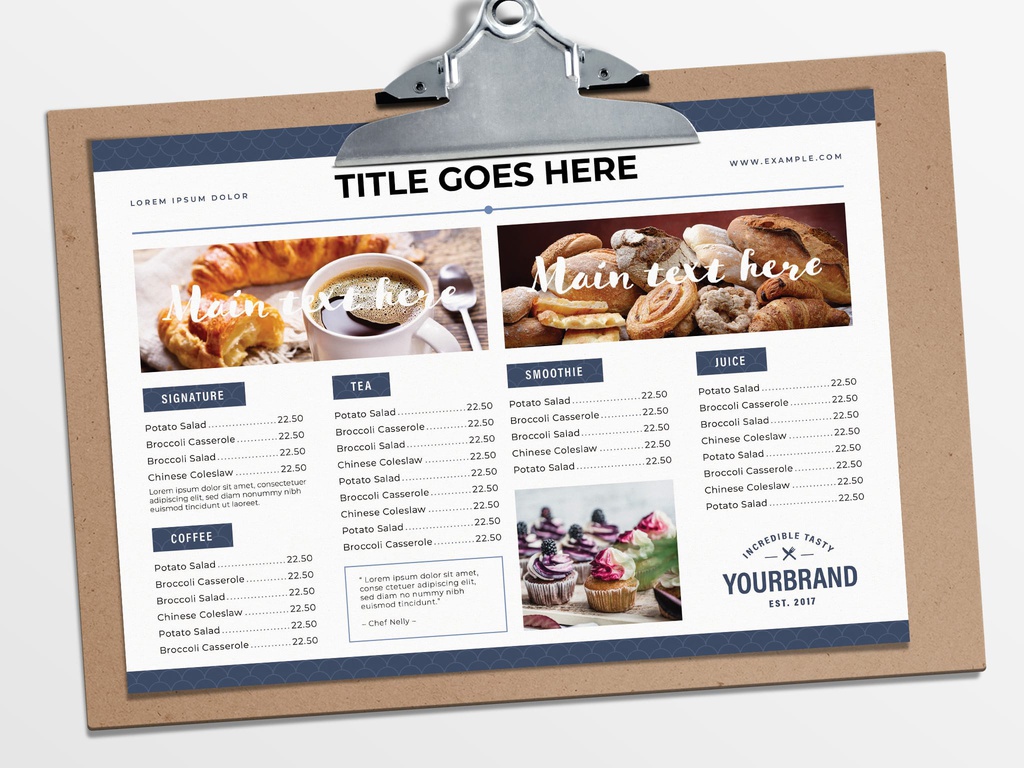 TITLE GOES HERE
LOREM IPSUM DOLOR
WWW.EXAMPLE.COM
Main text here
Main text here
SIGNATURE
Potato Salad 22.50
Broccoli Casserole 22.50
Broccoli Salad 22.50
Chinese Coleslaw 22.50
Lorem ipsum dolor sit amet, consectetuer
adipiscing elit, sed diam nonummy nibh
euismod tincidunt ut laoreet.
COFFEE
Potato Salad 22.50
Broccoli Casserole 22.50
Broccoli Salad 22.50
Chinese Coleslaw 22.50
Potato Salad 22.50
Broccoli Casserole 22.50
TEA
Potato Salad 22.50
Broccoli Casserole 22.50
Broccoli Salad 22.50
Chinese Coleslaw 22.50
Potato Salad 22.50
Broccoli Casserole 22.50
Chinese Coleslaw 22.50
Potato Salad 22.50
Broccoli Casserole 22.50
" Lorem ipsum dolor sit amet,
conse ctetuer adipiscing elit,
sed diam no nummy nibh
euismod tincidunt."
~ Chef Nelly ~
SMOOTHIE
Potato Salad 22.50
Broccoli Casserole 22.50
Broccoli Salad 22.50
Chinese Coleslaw 22.50
Potato Salad 22.50
JUICE
Potato Salad 22.50
Broccoli Casserole 22.50
Broccoli Salad 22.50
Chinese Coleslaw 22.50
Potato Salad 22.50
Broccoli Casserole 22.50
Chinese Coleslaw 22.50
Potato Salad 22.50
INCREDIBLE TASTY
YOURBRAND
EST. 2017